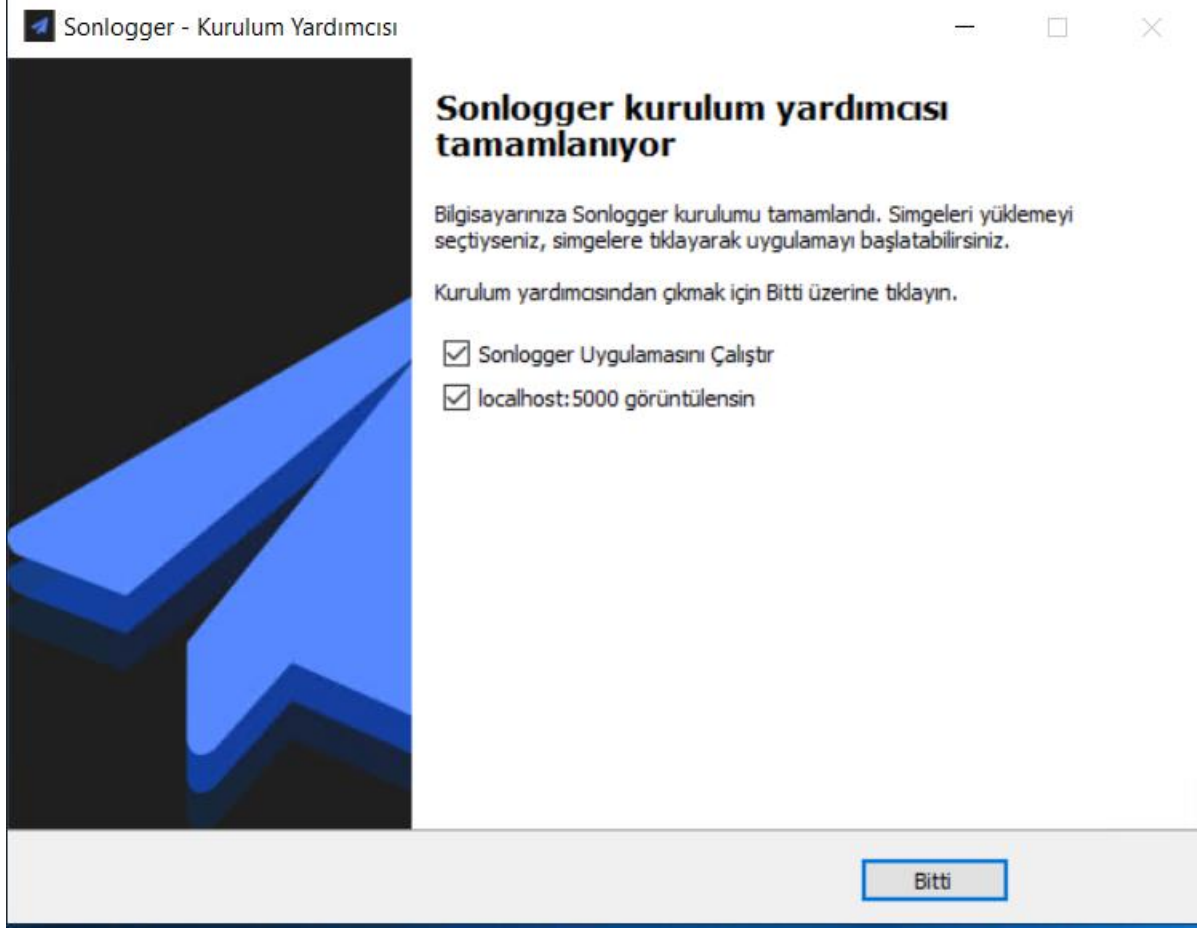 Sonlogger - Kurulum Yardımcısı
Sonlogger kurulum yardımcısı
tamamlanıyor
Bilgisayarınıza Sonlogger kurulumu tamamlandı. Simgeleri yüklemeyi
seçtiyseniz, simgelere tıklayarak uygulamayı başlatabilirsiniz.
Kurulum yardımcısından çıkmak için Bitti üzerine tıklayın.
Sonlogger Uygulamasını Çalıştır
localhost:5000 görüntülensin
Bitti